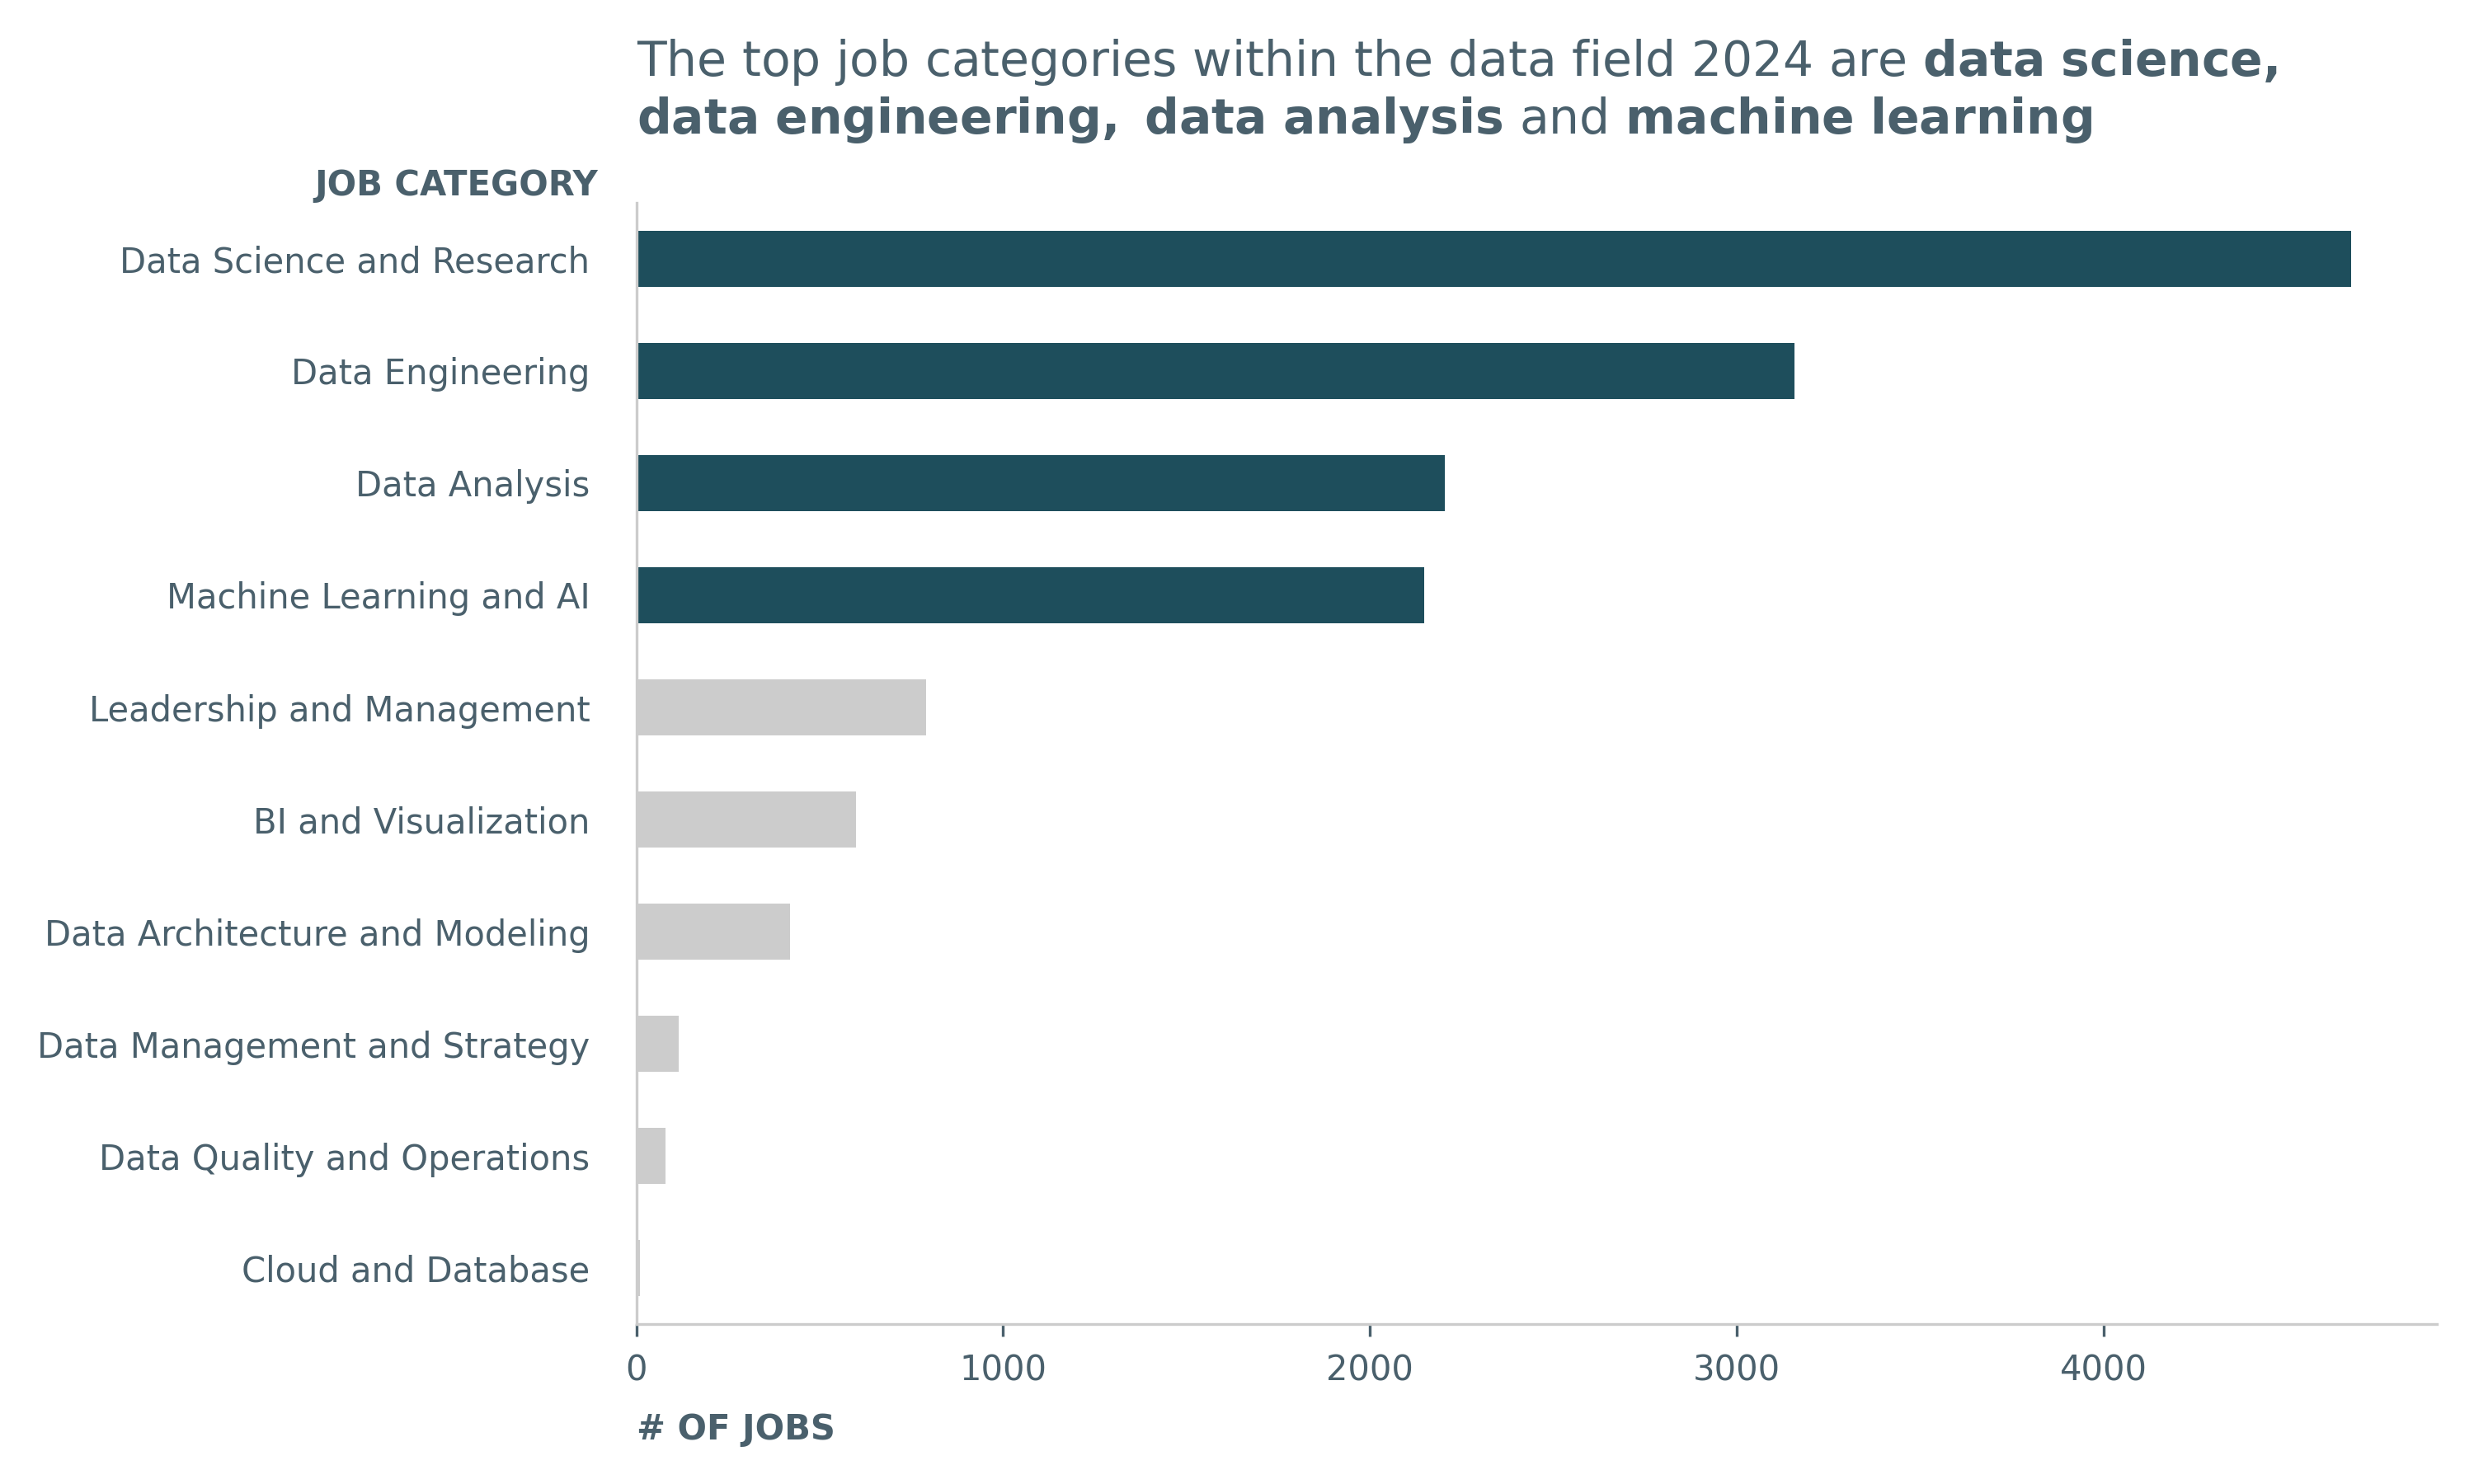 The top job categories within the data field 2024 are data science,
data engineering, data analysis and machine learning
JOB CATEGORY
Data Science and Research
Data Engineering
Data Analysis
Machine Learning and AI
Leadership and Management
BI and Visualization
Data Architecture and Modeling
Data Management and Strategy
Data Quality and Operations
Cloud and Database
0 1000 2000 3000 4000
# OF JOBS